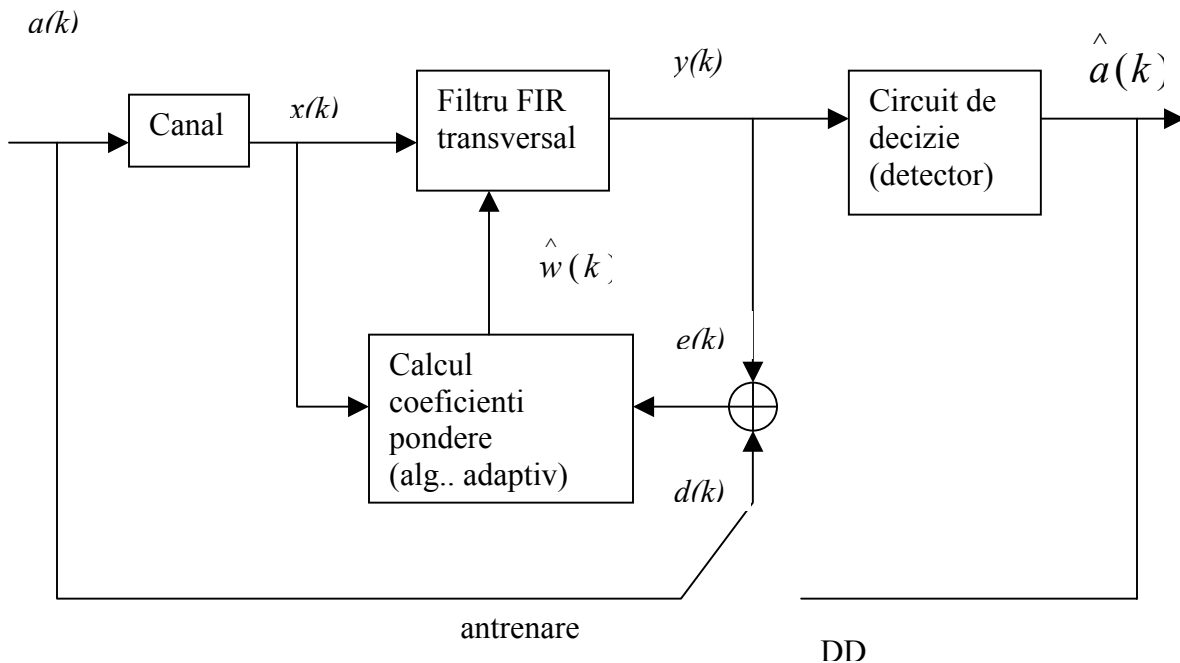 a(k)
Canal
x(k)
Filtru FIR
transversal
y(k)
Circuit de
decizie
(detector)
^
a(k)
^
w(k)
Calcul
coeficienti
pondere
(alg.. adaptiv)
e(k)
d(k)
antrenare
DD